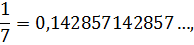 1/7 = 0,142857142857 …,